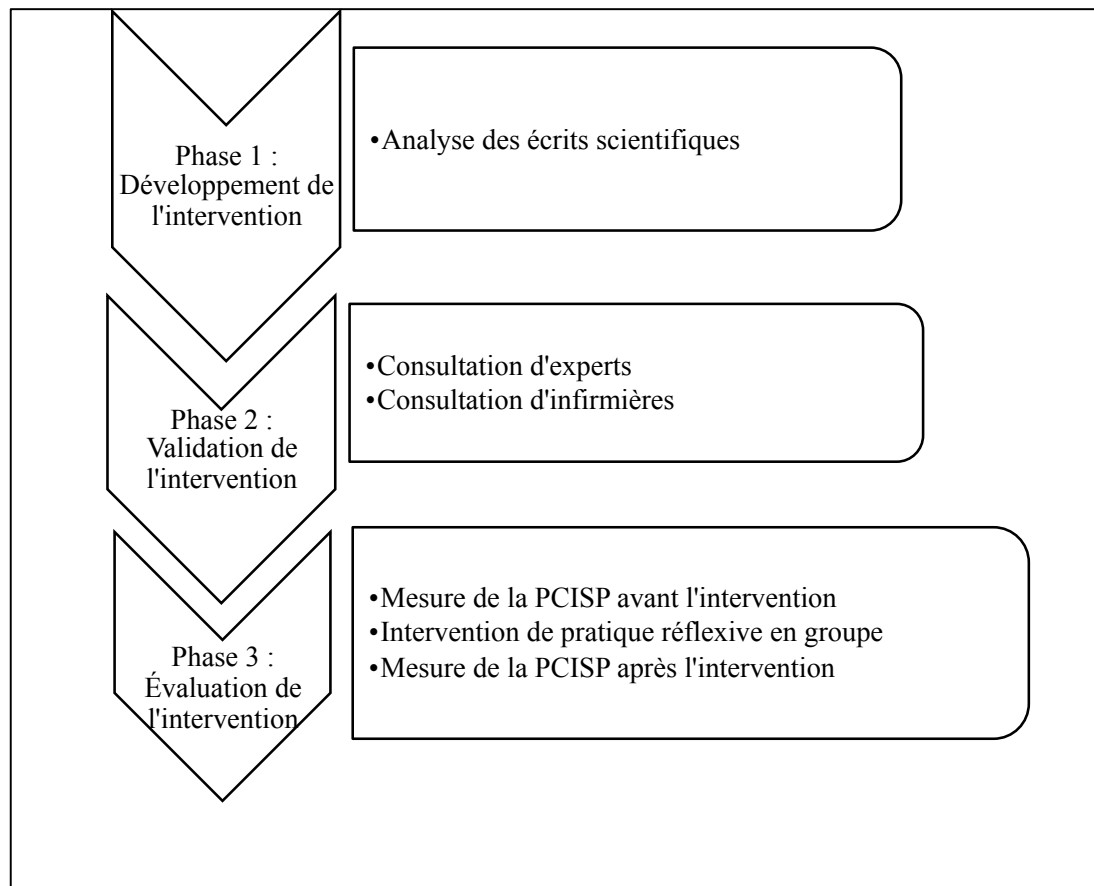 Phase 1 :
Développement de
l'intervention
•Analyse des écrits scientifiques
Phase 2 :
Validation de
l'intervention
•Consultation d'experts
•Consultation d'infirmières
Phase 3 :
Évaluation de
l'intervention
•Mesure de la PCISP avant l'intervention
•Intervention de pratique réflexive en groupe
•Mesure de la PCISP après l'intervention